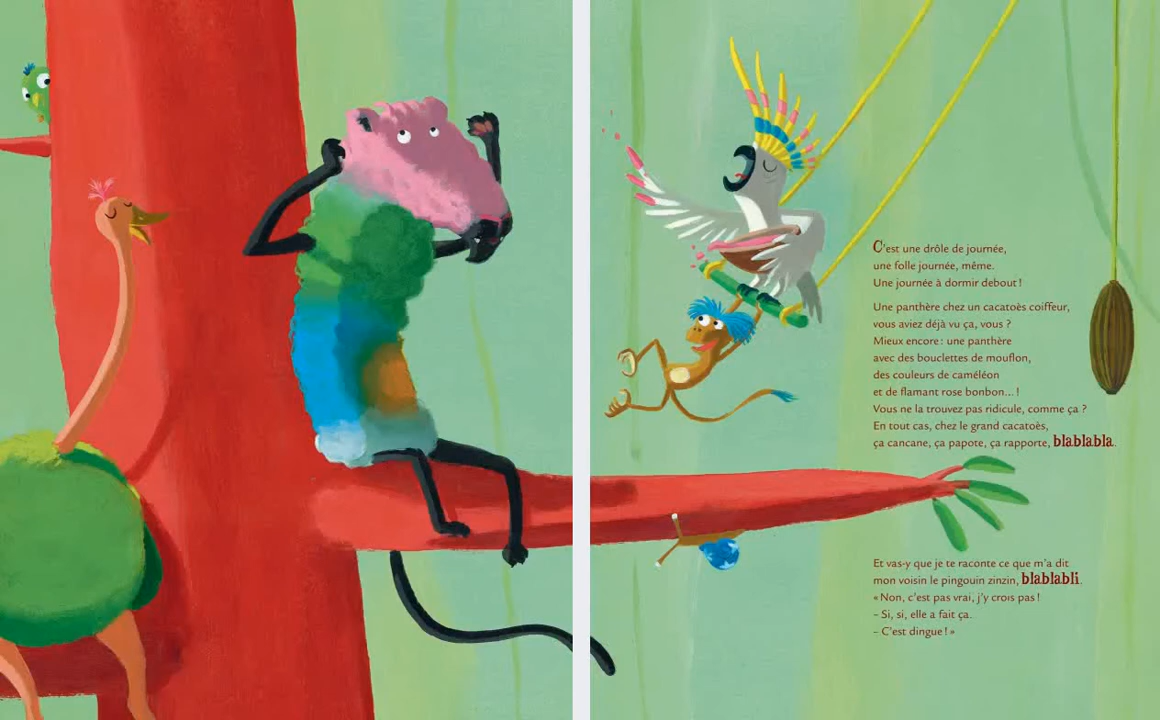 C'est une drôle de journée,
une folle journée, même.
Une journée à dormir debout !
Une panthère chez un cacatoès coiffeur,
vous aviez déjà vu ça, vous ?
Mieux encore : une panthère
avec des bouclettes de mouflon,
des couleurs de caméléon
et de flamant rose bonbon... !
Vous ne la trouvez pas ridicule, comme ça ?
En tout cas, chez le grand cacatoès,
ça cancane, ça papote, ça rapporte, blablabla.
Et vas-y que je te raconte ce que m'a dit
mon voisin le pingouin zinzin, blablabli.
« Non, c'est pas vrai, j'y crois pas !
– Si, si, elle a fait ça.
– C'est dingue ! »